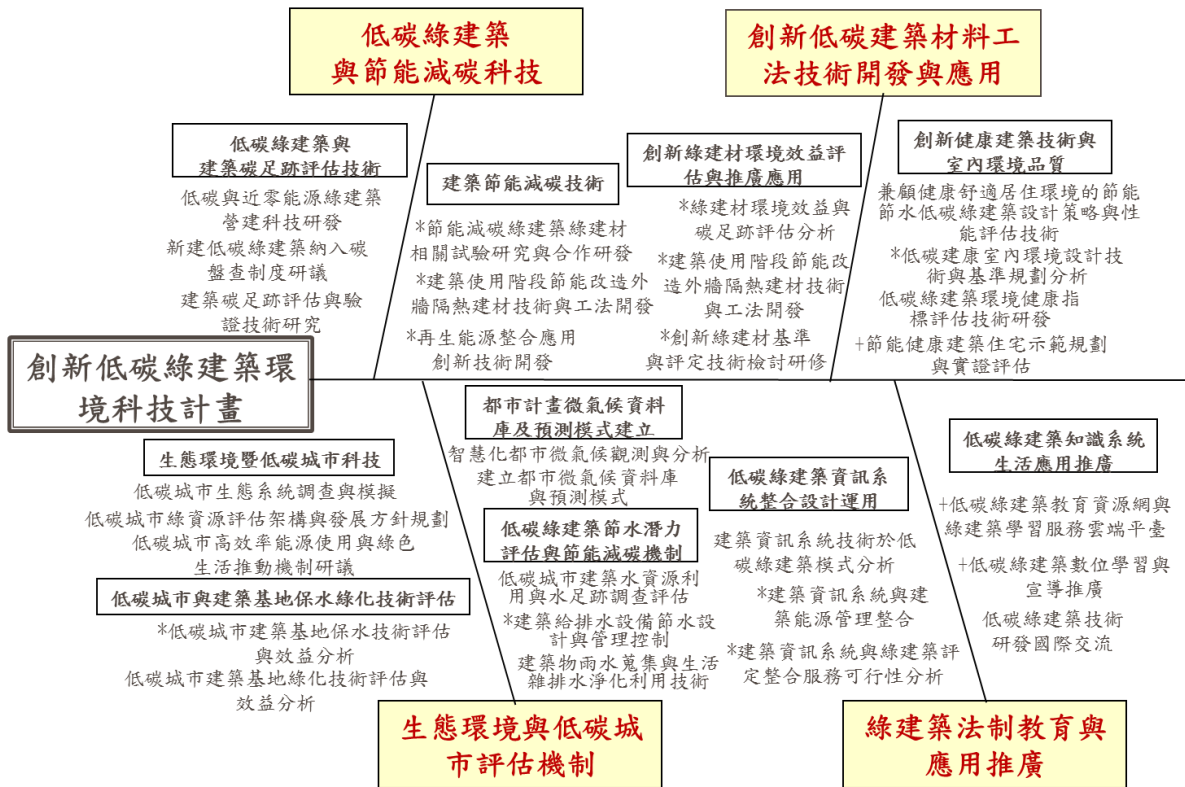 低碳綠建築
與節能減碳科技
創新低碳建築材料工
法技術開發與應用
低碳綠建築與
建築碳足跡評估技術
低碳與近零能源綠建築
營建科技研發
新建低碳綠建築納入碳
盤查制度研議
建築碳足跡評估與驗
證技術研究
建築節能減碳技術
*節能減碳綠建築綠建材
相關試驗研究與合作研發
*建築使用階段節能改造外
牆隔熱建材技術與工法開發
*再生能源整合應用
創新技術開發
創新綠建材環境效益評
估與推廣應用
*綠建材環境效益與
碳足跡評估分析
*建築使用階段節能改
造外牆隔熱建材技術
與工法開發
*創新綠建材基準
與評定技術檢討研修
創新健康建築技術與
室內環境品質
兼顧健康舒適居住環境的節能
節水低碳綠建築設計策略與性
能評估技術
*低碳建康室內環境設計技
術與基準規劃分析
低碳綠建築環境健康指
標評估技術研發
+節能健康建築住宅示範規劃
與實證評估
創新低碳綠建築環
境科技計畫
生態環境暨低碳城市科技
低碳城市生態系統調查與模擬
低碳城市綠資源評估架構與發展方針規劃
低碳城市高效率能源使用與綠色
生活推動機制研議
低碳城市與建築基地保水綠化技術評估
*低碳城市建築基地保水技術評估
與效益分析
低碳城市建築基地綠化技術評估與
效益分析
都市計畫微氣候資料
庫及預測模式建立
智慧化都市微氣候觀測與分析
建立都市微氣候資料庫
與預測模式
低碳綠建築節水潛力
評估與節能減碳機制
低碳城市建築水資源利
用與水足跡調查評估
*建築給排水設備節水設
計與管理控制
建築物雨水蒐集與生活
雜排水淨化利用技術
低碳綠建築資訊系
統整合設計運用
建築資訊系統技術於低
碳綠建築模式分析
*建築資訊系統與建
築能源管理整合
*建築資訊系統與綠建築評
定整合服務可行性分析
低碳綠建築知識系統
生活應用推廣
+低碳綠建築教育資源網與
綠建築學習服務雲端平臺
+低碳綠建築數位學習與
宣導推廣
低碳綠建築技術
研發國際交流
生態環境與低碳城
市評估機制
綠建築法制教育與
應用推廣